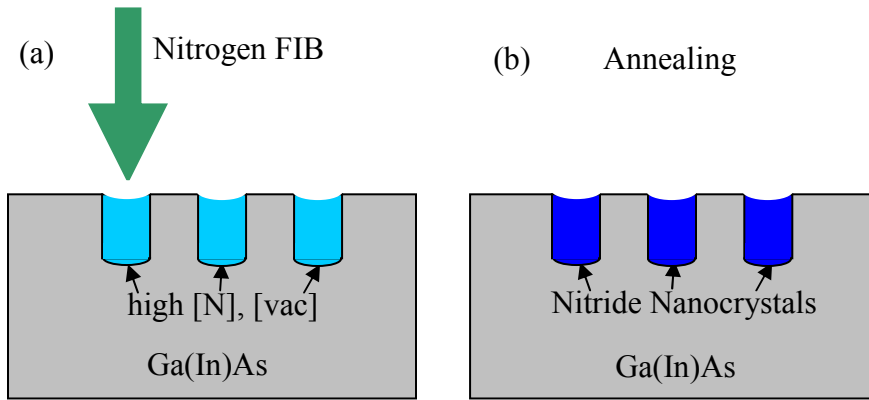 (a)
Nitrogen FIB
high [N], [vac]
Ga(In)As
(b)
Annealing
Nitride Nanocrystals
Ga(In)As